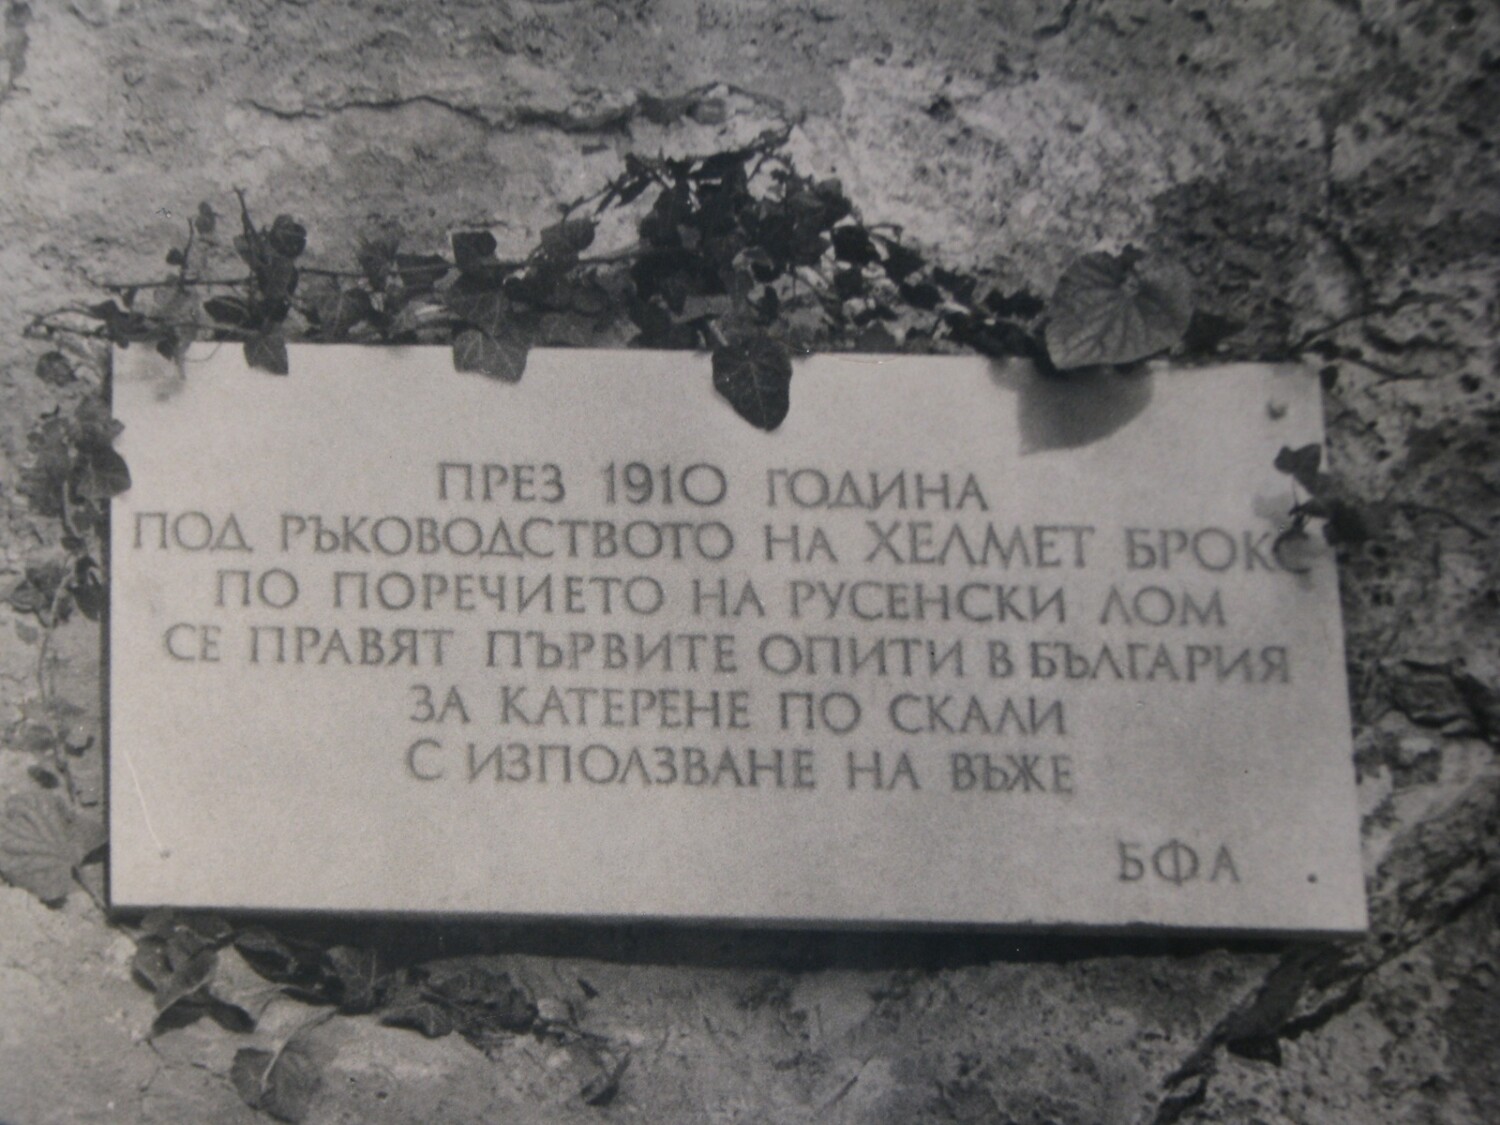 ПРЕЗ 1910 ГОДИНА
ПОД РЪКОВОДСТВОТО НА ХЕЛМЕТ БРОКС
ПО ПОРЕЧИЕТО НА РУСЕНСКИ ЛОМ
СЕ ПРАВЯТ ПЪРВИТЕ ОПИТИ В БЪЛГАРИЯ
ЗА КАТЕРЕНЕ ПО СКАЛИ
С ИЗПОЛЗВАНЕ НА ВЪЖЕ
БФА